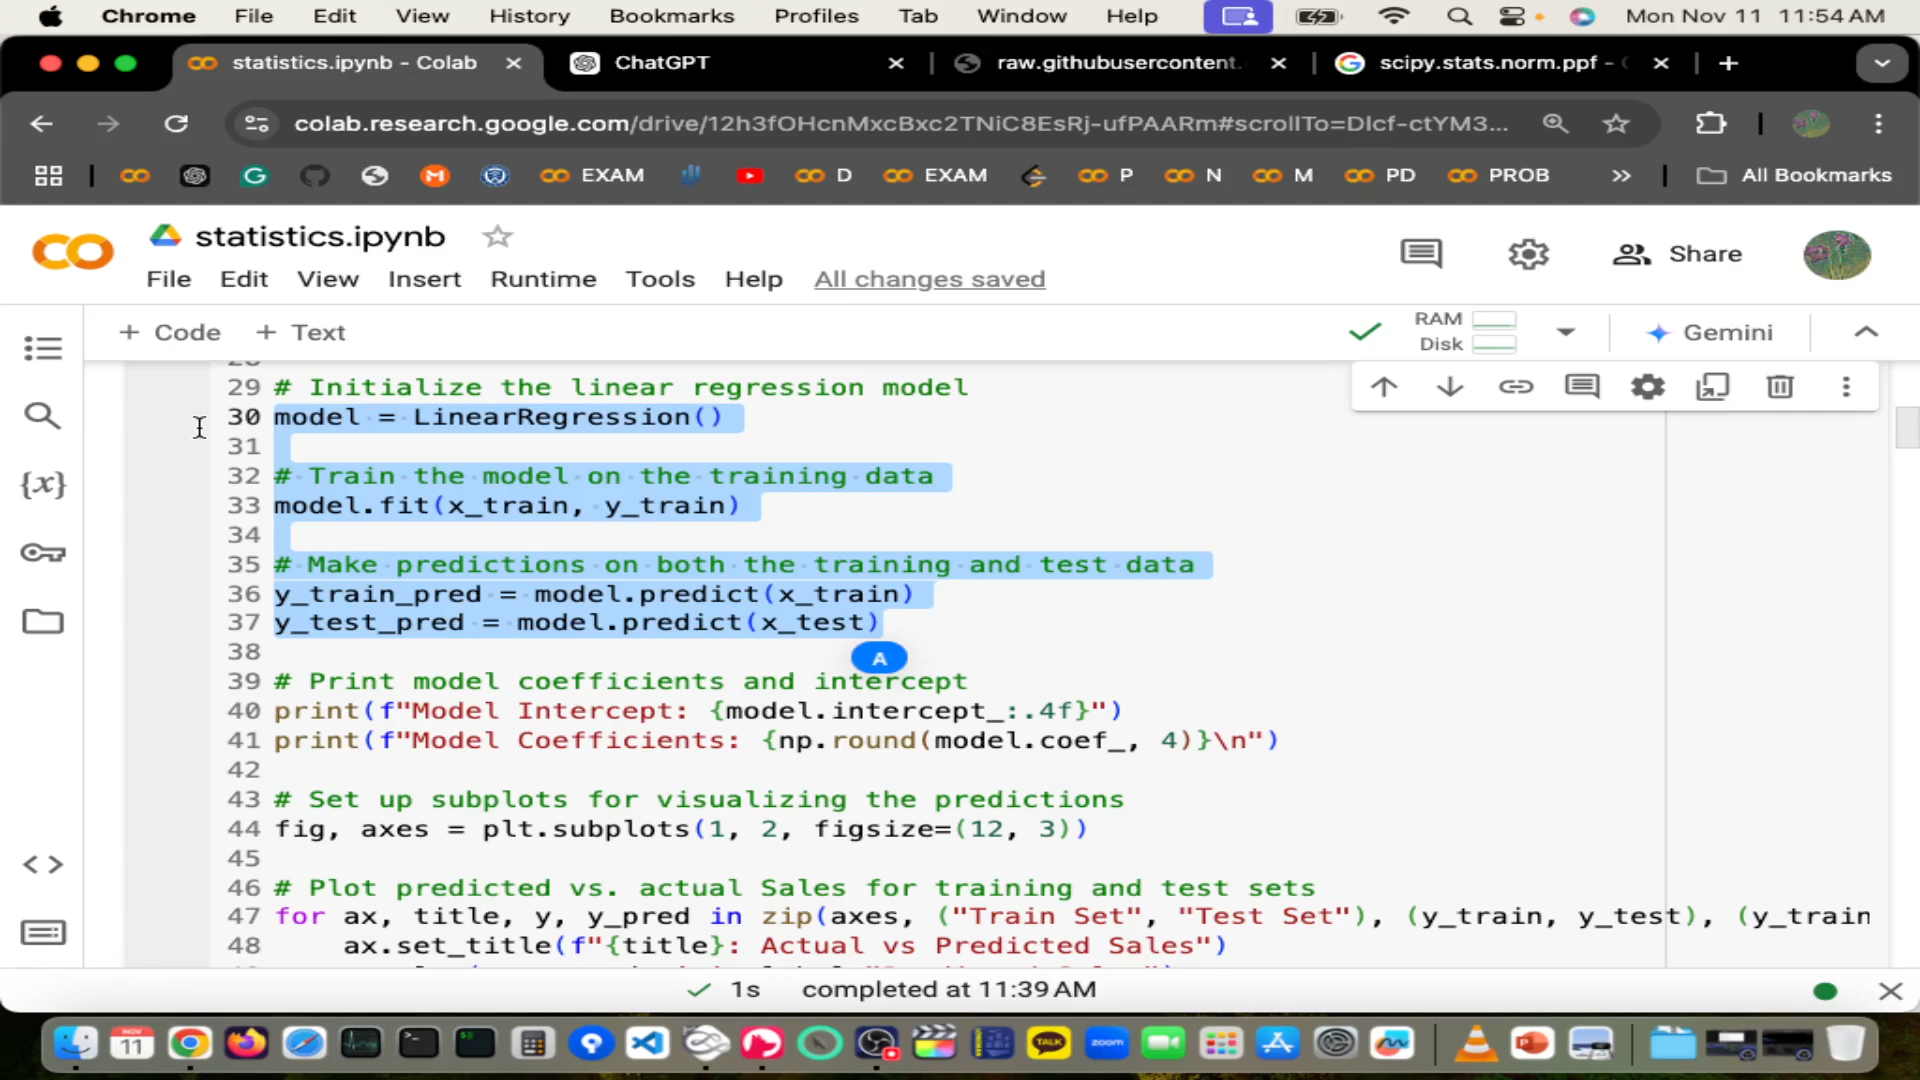 Chrome File Edit View History Bookmarks Profiles Tab Window Help Mon Nov 11 11:54 AM
statistics.ipynb - Colab ChatGPT raw.githubusercontent. scipy.stats.norm.ppf -
colab.research.google.com/drive/12h3fOHcnMxcBxc2TNiC8EsRj-ufPAARm#scrollTo=DIcf-ctYM3...
EXAM D EXAM P N M PD PROB All Bookmarks
statistics.ipynb
Share
File Edit View Insert Runtime Tools Help All changes saved
+ Code + Text RAM Disk Gemini
29 # Initialize the linear regression model
30 model = LinearRegression()
31
32 # Train the model on the training data
33 model.fit(x_train, y_train)
34
35 # Make predictions on both the training and test data
36 y_train_pred = model.predict(x_train)
37 y_test_pred = model.predict(x_test)
38
A
39 # Print model coefficients and intercept
40 print(f"Model Intercept: {model.intercept_:.4f}")
41 print(f"Model Coefficients: {np.round(model.coef_, 4)}\n")
42
43 # Set up subplots for visualizing the predictions
44 fig, axes = plt.subplots(1, 2, figsize=(12, 3))
45
46 # Plot predicted vs. actual Sales for training and test sets
47 for ax, title, y, y_pred in zip(axes, ("Train Set", "Test Set"), (y_train, y_test), (y_train
48 ax.set_title(f"{title}: Actual vs Predicted Sales")
1s completed at 11:39 AM
NOV
11
TALK
zoom